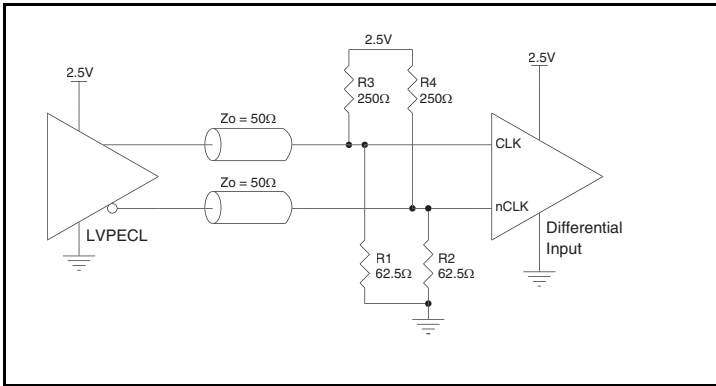 2.5V
2.5V
2.5V
R3
250Ω
R4
250Ω
Zo = 50Ω
CLK
Zo = 50Ω
nCLK
LVPECL
Differential
Input
R1
62.5Ω
R2
62.5Ω